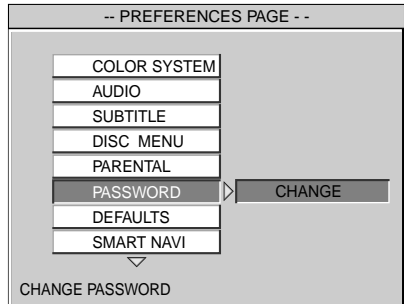 -- PREFERENCES PAGE - -
COLOR SYSTEM
AUDIO
SUBTITLE
DISC MENU
PARENTAL
PASSWORD CHANGE
DEFAULTS
SMART NAVI
CHANGE PASSWORD